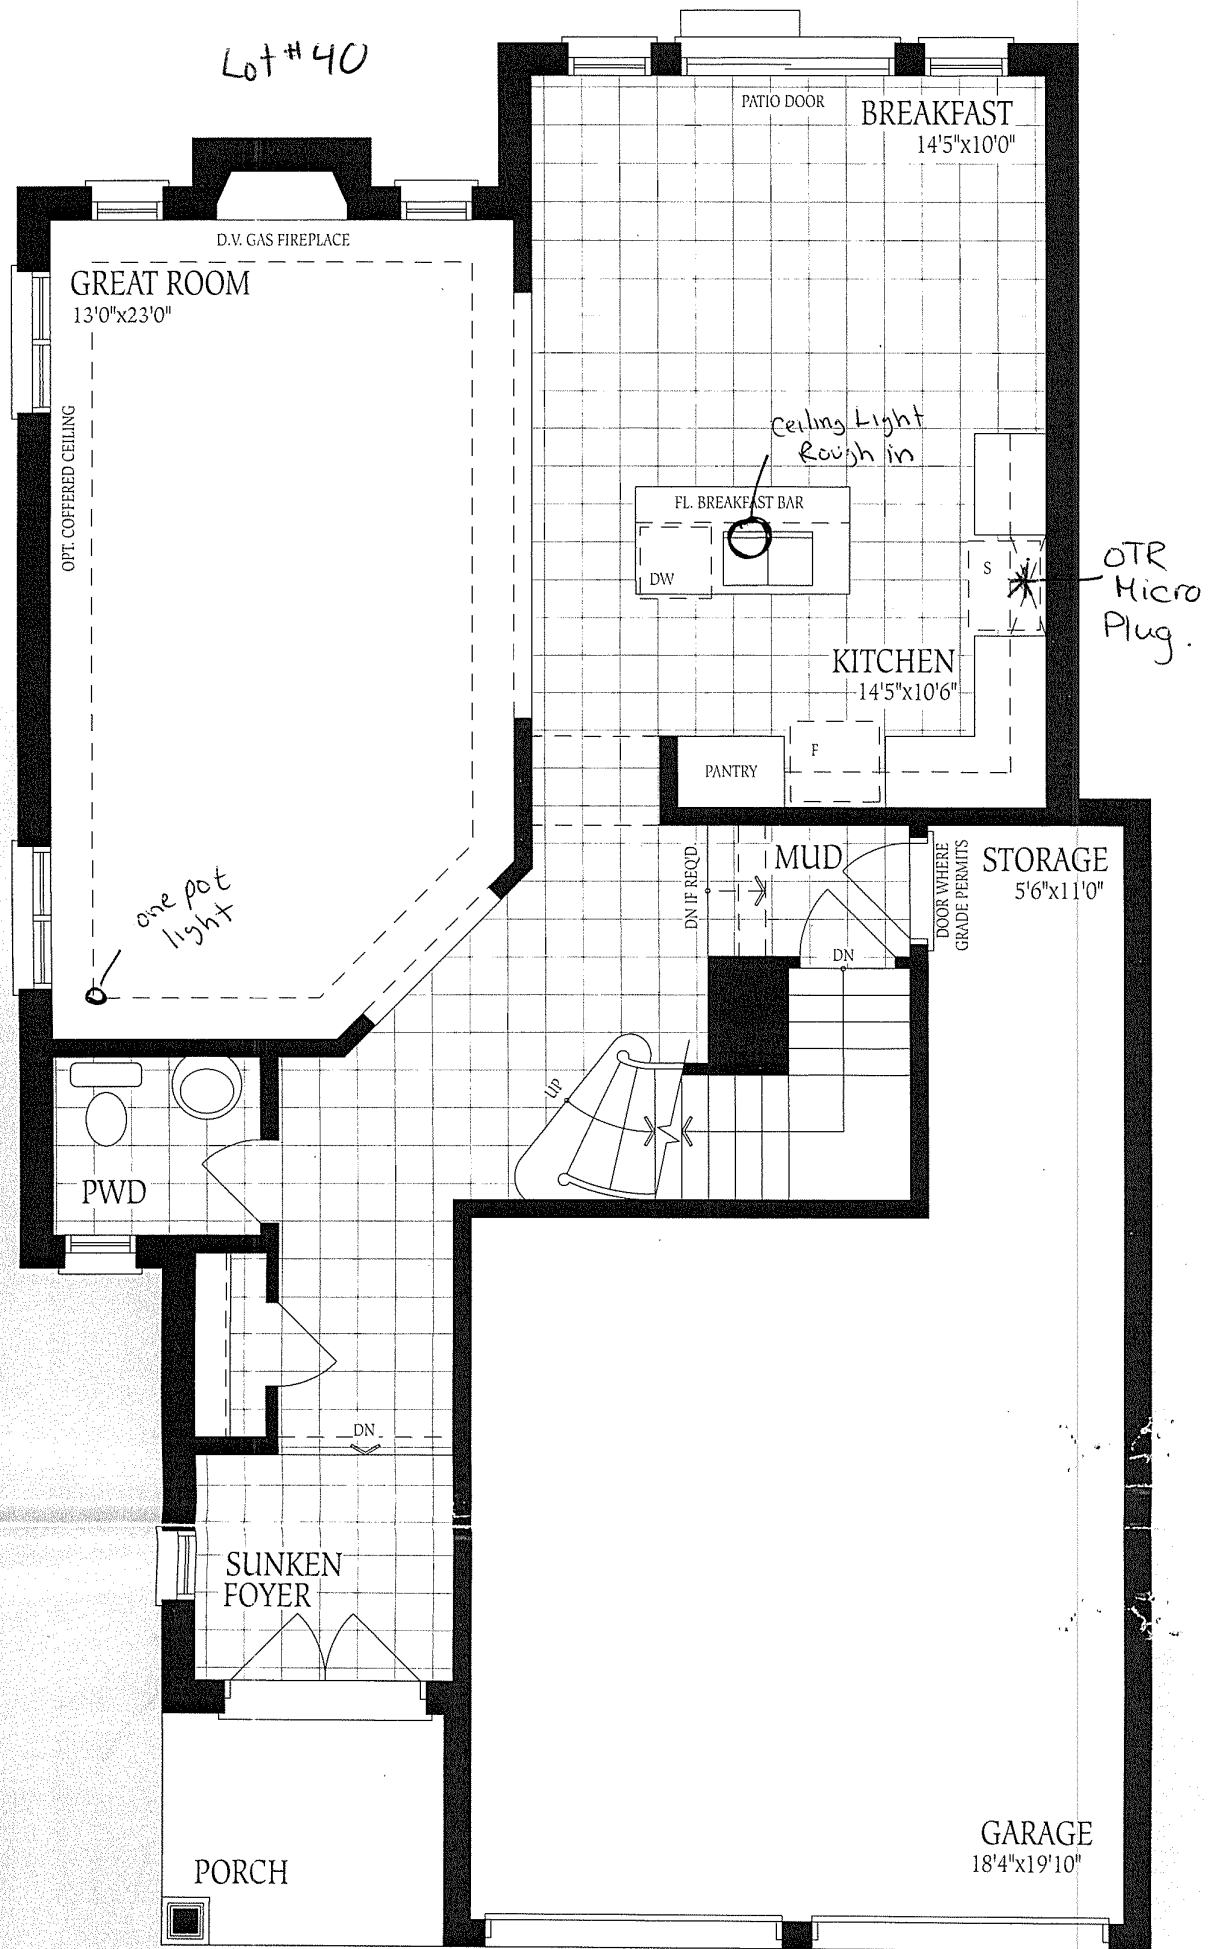 Lot #40
PATIO DOOR
BREAKFAST
14'5"x10'0"
D.V. GAS FIREPLACE
GREAT ROOM
13'0"x23'0"
OPT. COFFERED CEILING
Ceiling Light
Rough in
FL. BREAKFAST BAR
DW
S
OTR
Micro
Plug.
KITCHEN
14'5"x10'6"
F
PANTRY
one pot
light
DN IF REQ'D.
MUD
DOOR WHERE
GRADE PERMITS
STORAGE
5'6"x11'0"
DN
UP
PWD
DN
SUNKEN
FOYER
PORCH
GARAGE
18'4"x19'10"